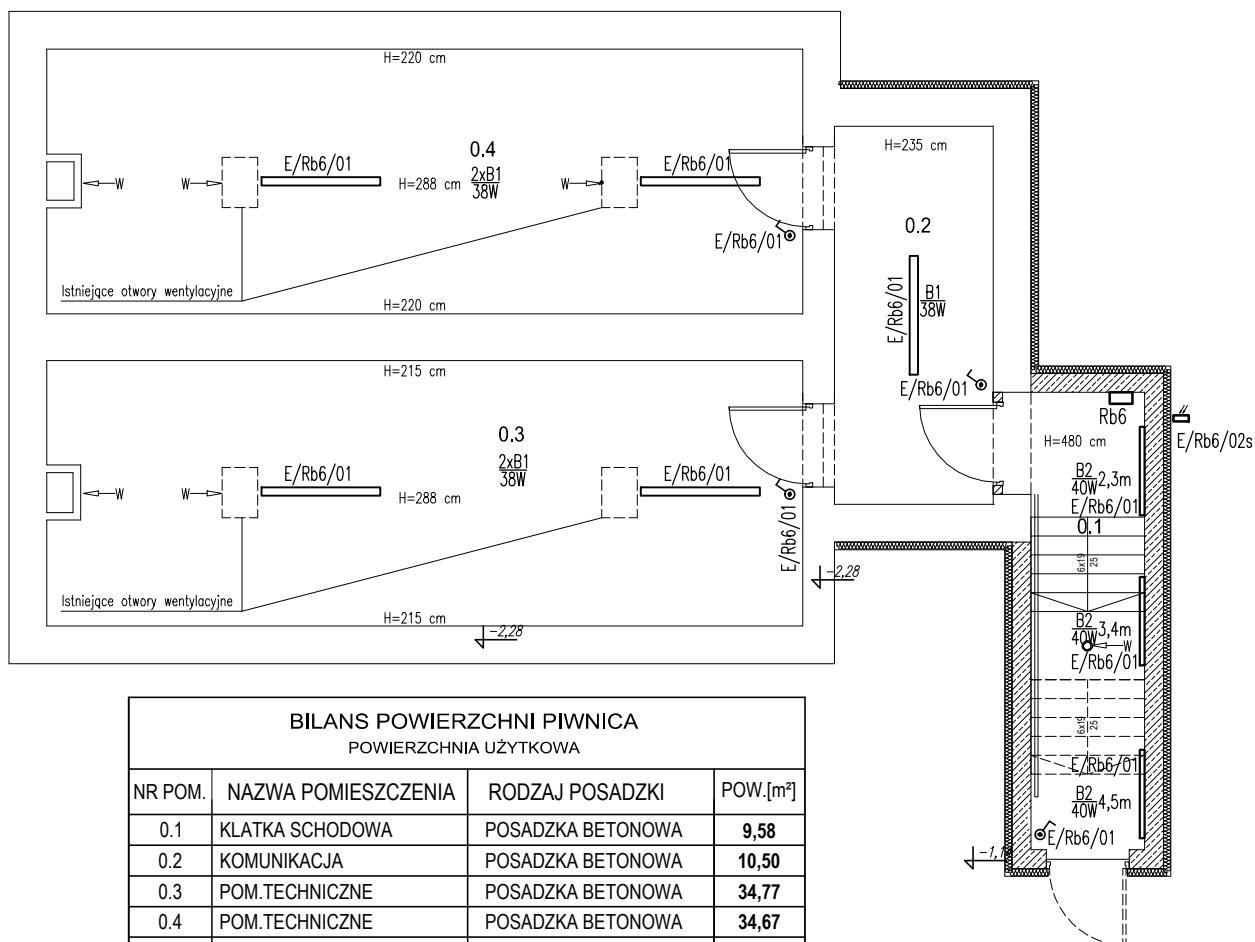 H=220 cm
0.4
E/Rb6/01
2xB1
38W
E/Rb6/01
W
W
H=288 cm
W
E/Rb6/01
Istniejące otwory wentylacyjne
H=220 cm
H=235 cm
0.2
E/Rb6/01
B1
38W
E/Rb6/01
H=215 cm
0.3
E/Rb6/01
2xB1
38W
E/Rb6/01
W
W
H=288 cm
E/Rb6/01
Istniejące otwory wentylacyjne
H=215 cm
-2,28
-2,28
Rb6
E/Rb6/02s
H=480 cm
B2
40W
2,3m
E/Rb6/01
0.1
6x19
25
B2
40W
3,4m
W
E/Rb6/01
6x19
25
E/Rb6/01
B2
40W
4,5m
E/Rb6/01
BILANS POWIERZCHNI PIWNICA
POWIERZCHNIA UŻYTKOWA
NR POM. NAZWA POMIESZCZENIA RODZAJ POSADZKI POW.[m²]
0.1 KLATKA SCHODOWA POSADZKA BETONOWA 9,58
0.2 KOMUNIKACJA POSADZKA BETONOWA 10,50
0.3 POM.TECHNICZNE POSADZKA BETONOWA 34,77
0.4 POM.TECHNICZNE POSADZKA BETONOWA 34,67